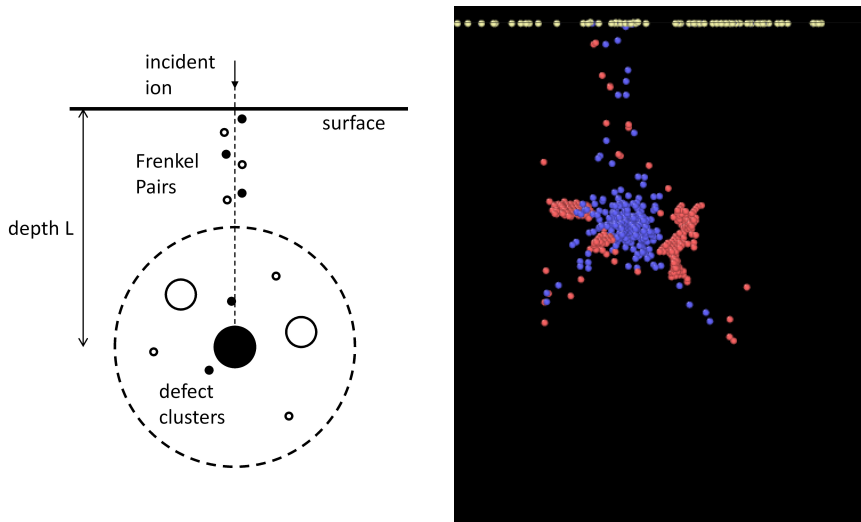 incident
ion
surface
Frenkel
Pairs
depth L
defect
clusters